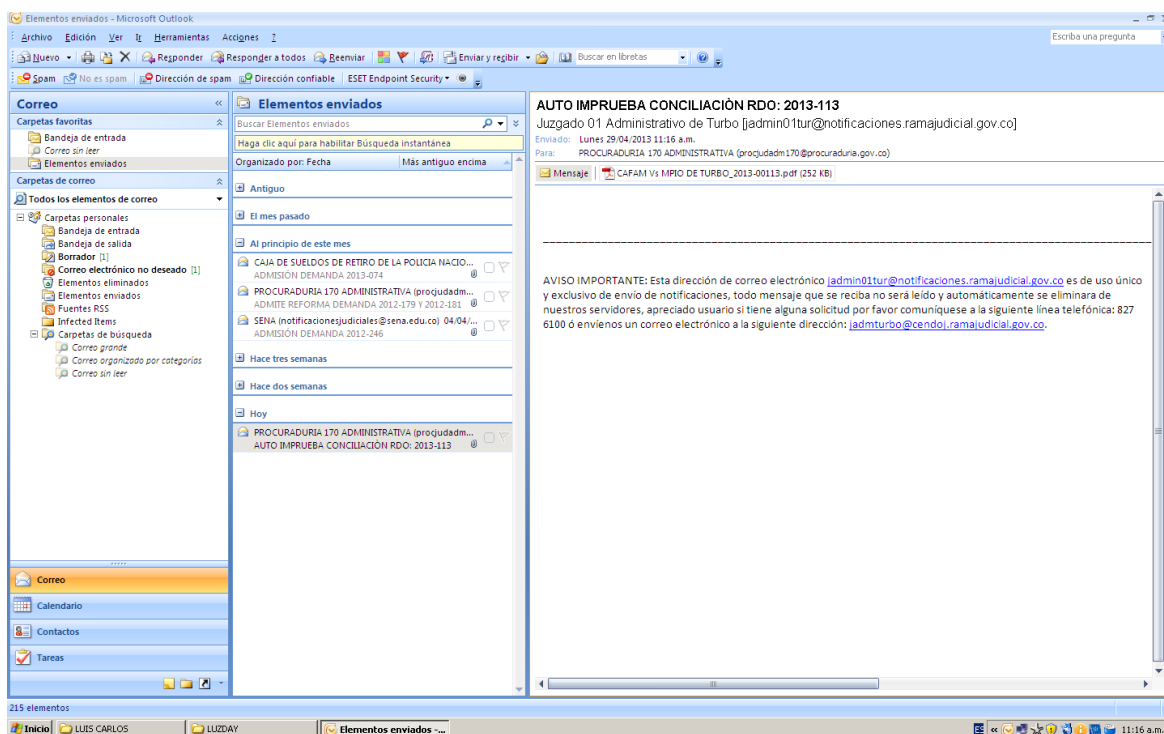 Elementos enviados - Microsoft Outlook
Archivo Edición Ver Ir Herramientas Acciones ?
Escriba una pregunta
Nuevo Responder Responder a todos Reenviar Enviar y recibir Buscar en libretas
Spam No es spam Dirección de spam Dirección confiable ESET Endpoint Security
Correo
Carpetas favoritas
Bandeja de entrada
Correo sin leer
Elementos enviados
Carpetas de correo
Todos los elementos de correo
Carpetas personales
Bandeja de entrada
Bandeja de salida
Borrador [1]
Correo electrónico no deseado [1]
Elementos eliminados
Elementos enviados
Fuentes RSS
Infected Items
Carpetas de búsqueda
Correo grande
Correo organizado por categorías
Correo sin leer
Correo
Calendario
Contactos
Tareas
Elementos enviados
Buscar Elementos enviados
Haga clic aquí para habilitar Búsqueda instantánea
Organizado por: Fecha Más antiguo encima
Antiguo
El mes pasado
Al principio de este mes
CAJA DE SUELDOS DE RETIRO DE LA POLICIA NACIO...
ADMISIÓN DEMANDA 2013-074
PROCURADURIA 170 ADMINISTRATIVA (procjudadm...
ADMITE REFORMA DEMANDA 2012-179 Y 2012-181
SENA (notificacionesjudiciales@sena.edu.co) 04/04/...
ADMISIÓN DEMANDA 2012-246
Hace tres semanas
Hace dos semanas
Hoy
PROCURADURIA 170 ADMINISTRATIVA (procjudadm...
AUTO IMPRUEBA CONCILIACIÒN RDO: 2013-113
AUTO IMPRUEBA CONCILIACIÒN RDO: 2013-113
Juzgado 01 Administrativo de Turbo [jadmin01tur@notificaciones.ramajudicial.gov.co]
Enviado: Lunes 29/04/2013 11:16 a.m.
Para: PROCURADURIA 170 ADMINISTRATIVA (procjudadm170@procuraduria.gov.co)
Mensaje CAFAM Vs MPIO DE TURBO_2013-00113.pdf (252 KB)
AVISO IMPORTANTE: Esta dirección de correo electrónico jadmin01tur@notificaciones.ramajudicial.gov.co es de uso único
y exclusivo de envío de notificaciones, todo mensaje que se reciba no será leído y automáticamente se eliminara de
nuestros servidores, apreciado usuario si tiene alguna solicitud por favor comuníquese a la siguiente línea telefónica: 827
6100 ó envíenos un correo electrónico a la siguiente dirección: jadmturbo@cendoj.ramajudicial.gov.co.
215 elementos
Inicio LUIS CARLOS LUZDAY Elementos enviados -... ES 11:16 a.m.